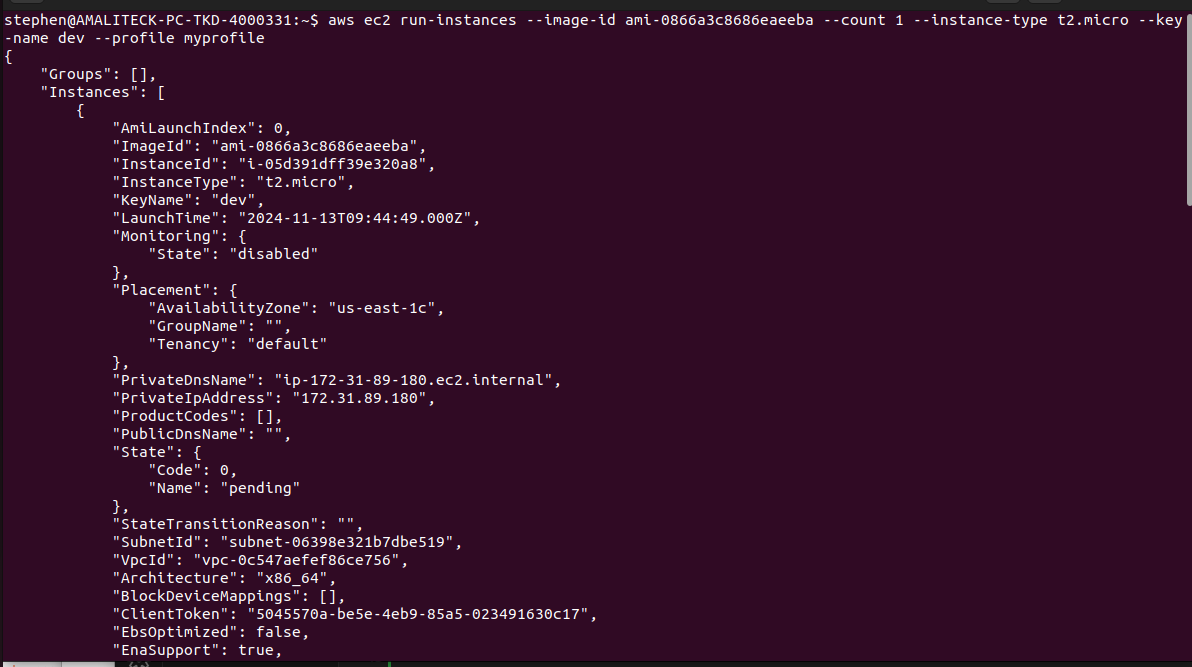 stephen@AMALITECK-PC-TKD-4000331:~$ aws ec2 run-instances --image-id ami-0866a3c8686eaeeba --count 1 --instance-type t2.micro --key
-name dev --profile myprofile
{
    "Groups": [],
    "Instances": [
        {
            "AmiLaunchIndex": 0,
            "ImageId": "ami-0866a3c8686eaeeba",
            "InstanceId": "i-05d391dff39e320a8",
            "InstanceType": "t2.micro",
            "KeyName": "dev",
            "LaunchTime": "2024-11-13T09:44:49.000Z",
            "Monitoring": {
                "State": "disabled"
            },
            "Placement": {
                "AvailabilityZone": "us-east-1c",
                "GroupName": "",
                "Tenancy": "default"
            },
            "PrivateDnsName": "ip-172-31-89-180.ec2.internal",
            "PrivateIpAddress": "172.31.89.180",
            "ProductCodes": [],
            "PublicDnsName": "",
            "State": {
                "Code": 0,
                "Name": "pending"
            },
            "StateTransitionReason": "",
            "SubnetId": "subnet-06398e321b7dbe519",
            "VpcId": "vpc-0c547aefef86ce756",
            "Architecture": "x86_64",
            "BlockDeviceMappings": [],
            "ClientToken": "5045570a-be5e-4eb9-85a5-023491630c17",
            "EbsOptimized": false,
            "EnaSupport": true,